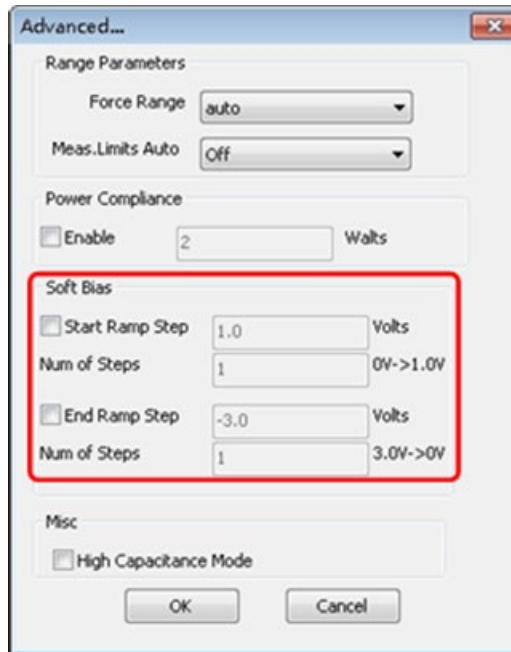 Advanced...
Range Parameters
Force Range auto
Meas.Limits Auto Off
Power Compliance
Enable 2 Walts
Soft Bias
Start Ramp Step 1.0 Volts
Num of Steps 1 0V->1.0V
End Ramp Step -3.0 Volts
Num of Steps 1 3.0V->0V
Misc
High Capacitance Mode
OK Cancel